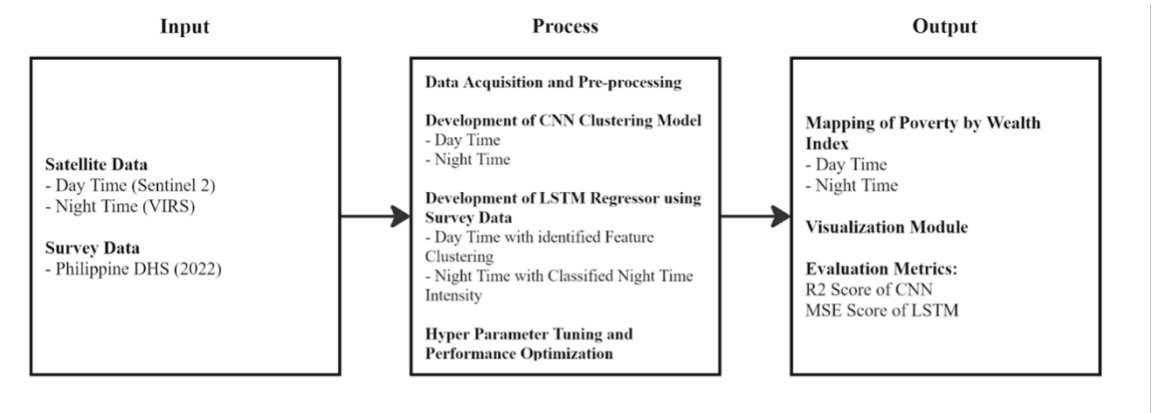 Input
Satellite Data
- Day Time (Sentinel 2)
- Night Time (VIRS)
Survey Data
- Philippine DHS (2022)
Process
Data Acquisition and Pre-processing
Development of CNN Clustering Model
- Day Time
- Night Time
Development of LSTM Regressor using
Survey Data
- Day Time with identified Feature
Clustering
- Night Time with Classified Night Time
Intensity
Hyper Parameter Tuning and
Performance Optimization
Output
Mapping of Poverty by Wealth
Index
- Day Time
- Night Time
Visualization Module
Evaluation Metrics:
R2 Score of CNN
MSE Score of LSTM